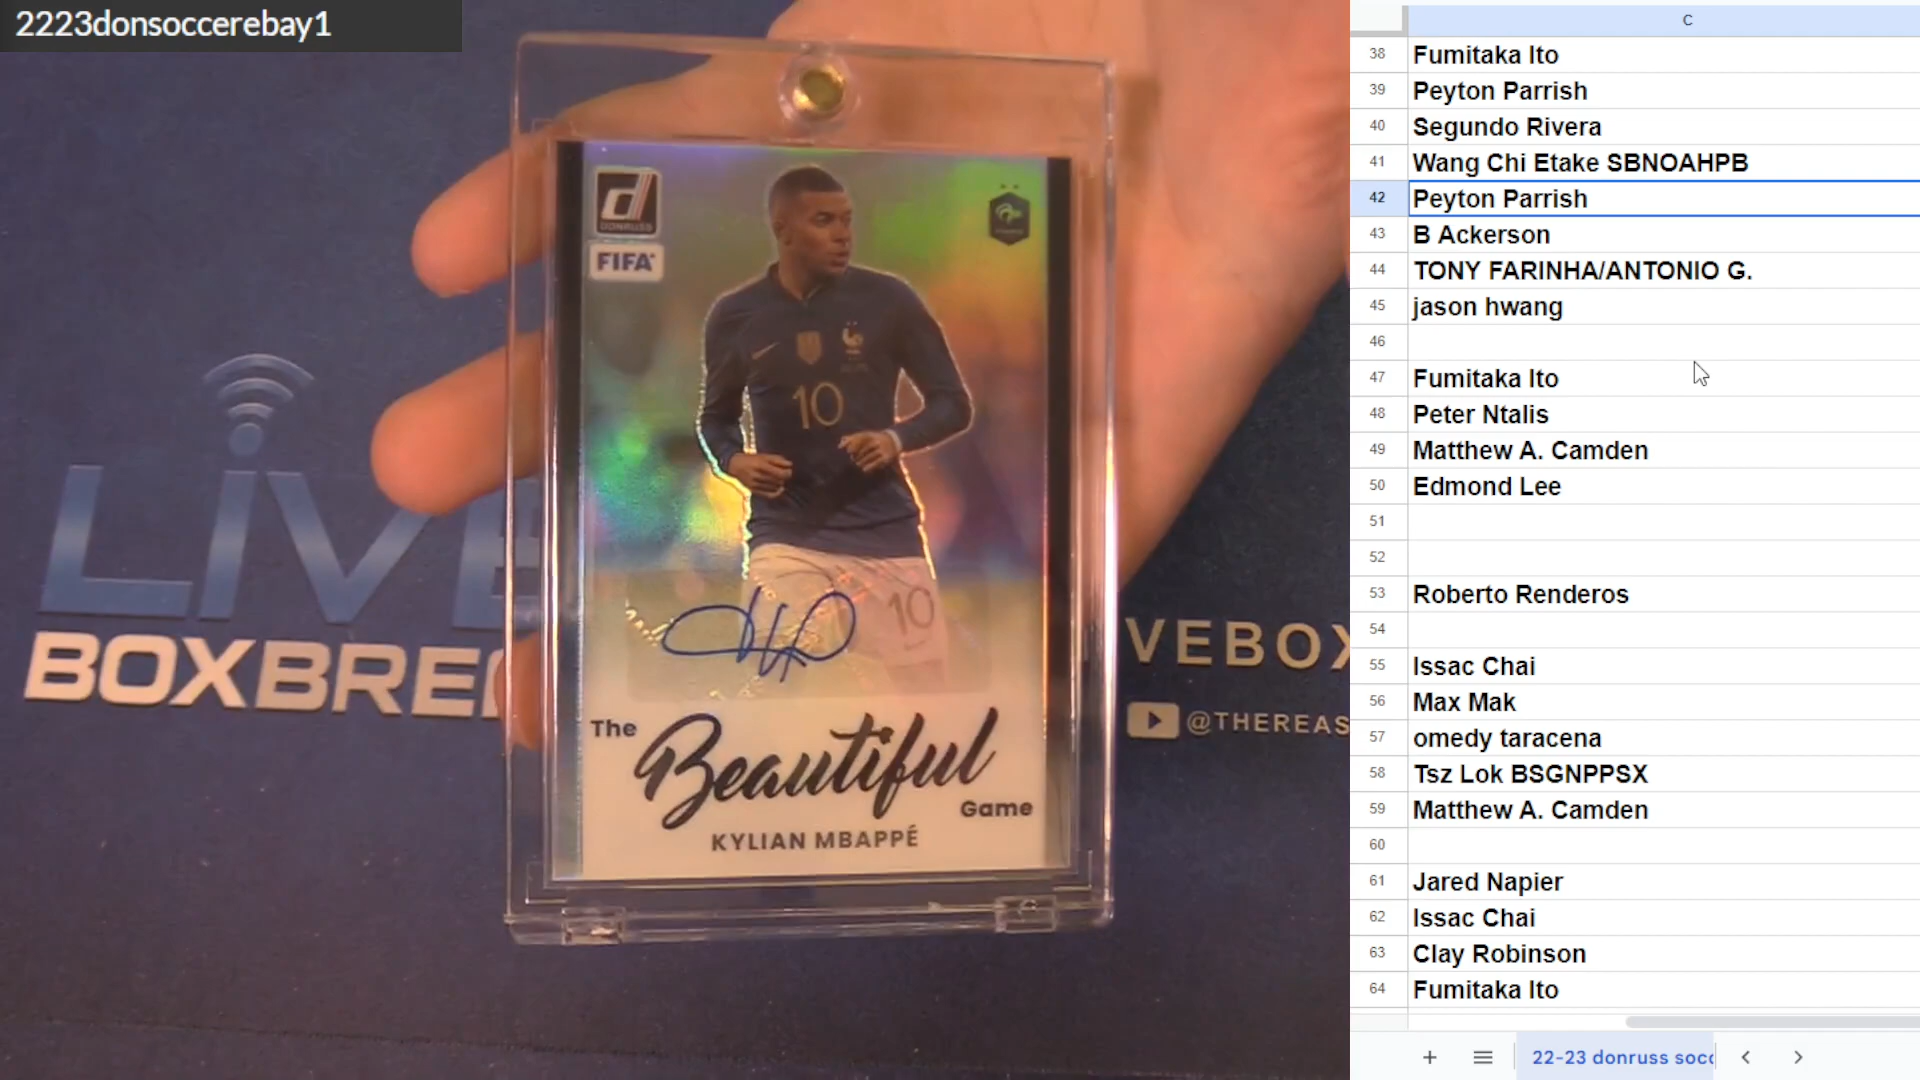 2223donsoccerebay1
LIVE
BOXBRE
VEBOX
@THEREAS
DONRUSS
FIFA
10
10
The
Beautiful
Game
KYLIAN MBAPPÉ
C
38 Fumitaka Ito
39 Peyton Parrish
40 Segundo Rivera
41 Wang Chi Etake SBNOAHPB
42 Peyton Parrish
43 B Ackerson
44 TONY FARINHA/ANTONIO G.
45 jason hwang
46
47 Fumitaka Ito
48 Peter Ntalis
49 Matthew A. Camden
50 Edmond Lee
51
52
53 Roberto Renderos
54
55 Issac Chai
56 Max Mak
57 omedy taracena
58 Tsz Lok BSGNPPSX
59 Matthew A. Camden
60
61 Jared Napier
62 Issac Chai
63 Clay Robinson
64 Fumitaka Ito
22-23 donruss socc